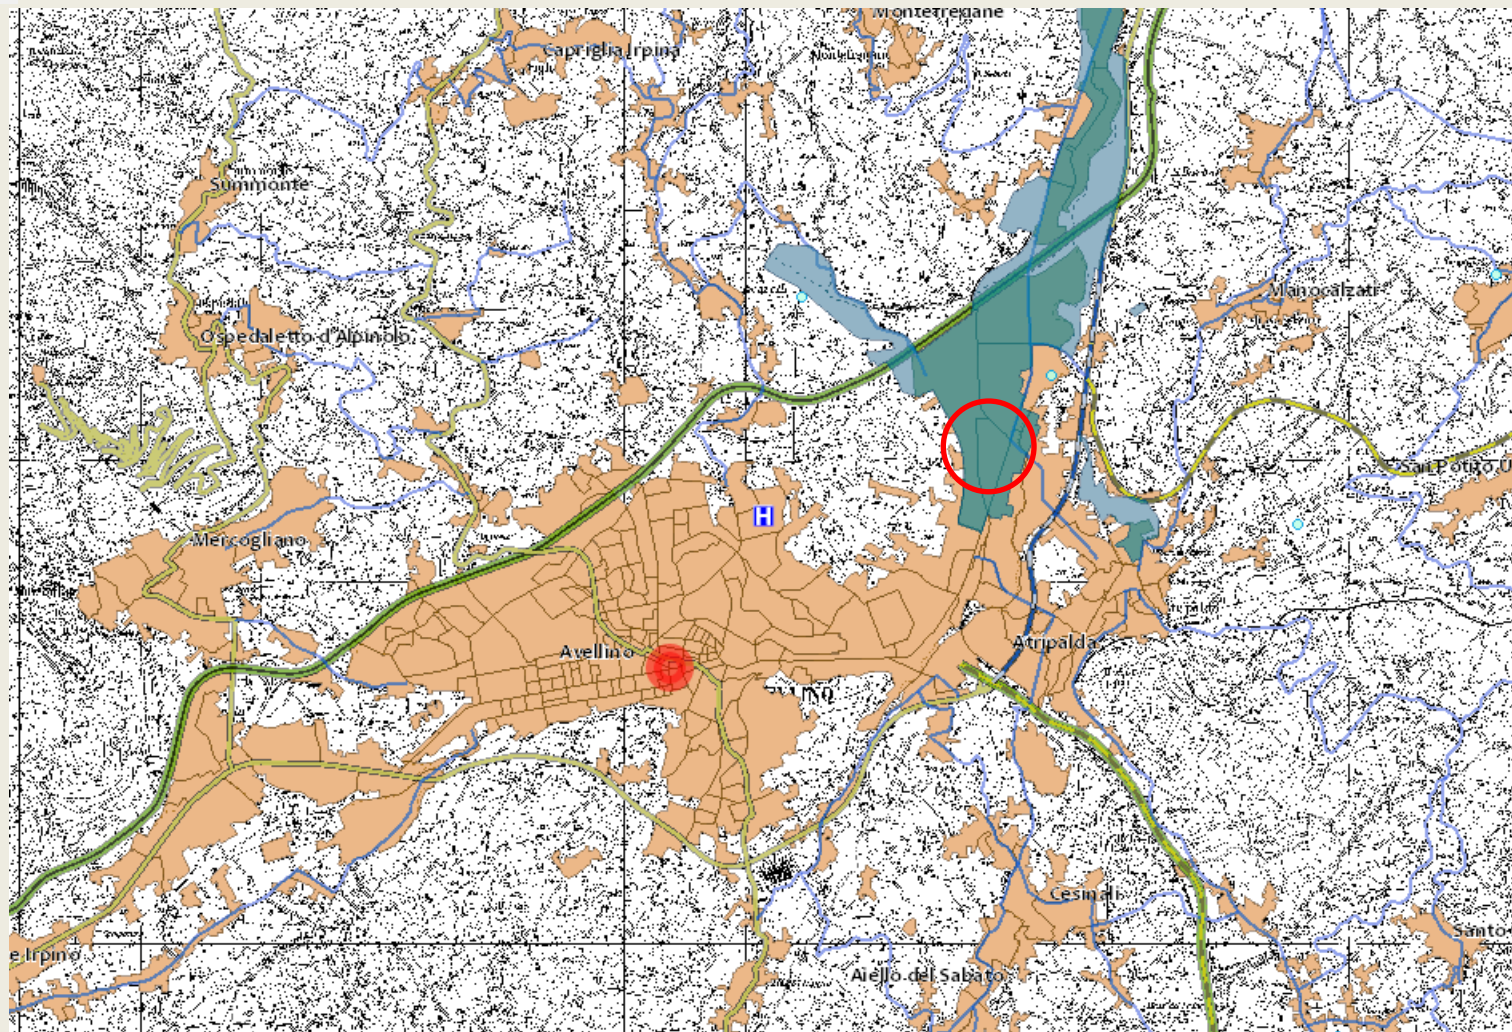 Montefredane
Capriglia Irpina
Summonte
Manocalzati
Ospedaletto d'Alpinolo
San Potito U
H
Mercogliano
Atripalda
Avellino
Cesinali
Santo
e Irpino
Aiello del Sabato